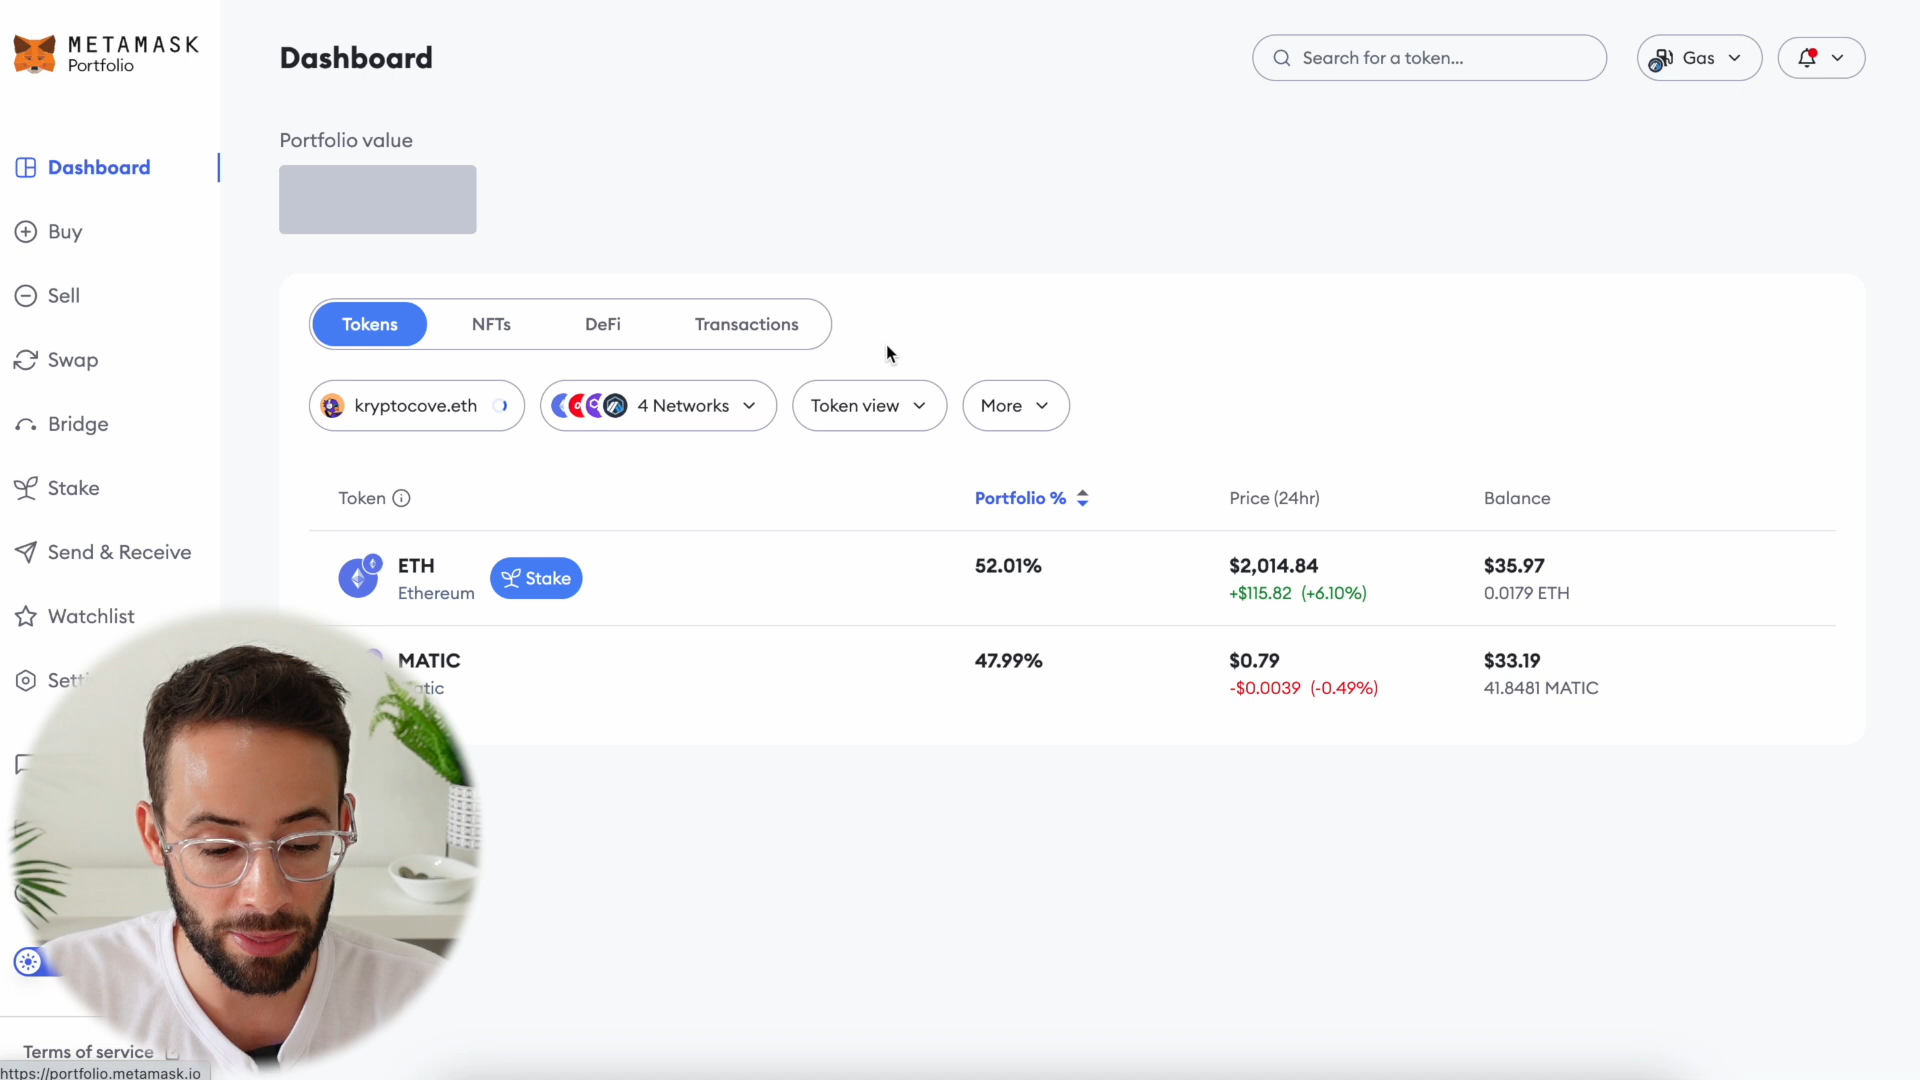 METAMASK
Portfolio
Dashboard
Search for a token...
Gas
Dashboard
Portfolio value
Buy
Sell
Swap
Bridge
Stake
Send & Receive
Watchlist
Tokens
NFTs
DeFi
Transactions
kryptocove.eth
4 Networks
Token view
More
Token
Portfolio %
Price (24hr)
Balance
ETH
Ethereum
Stake
52.01%
$2,014.84
+$115.82 (+6.10%)
$35.97
0.0179 ETH
MATIC
47.99%
$0.79
-$0.0039 (-0.49%)
$33.19
41.8481 MATIC
Terms of service
https://portfolio.metamask.io